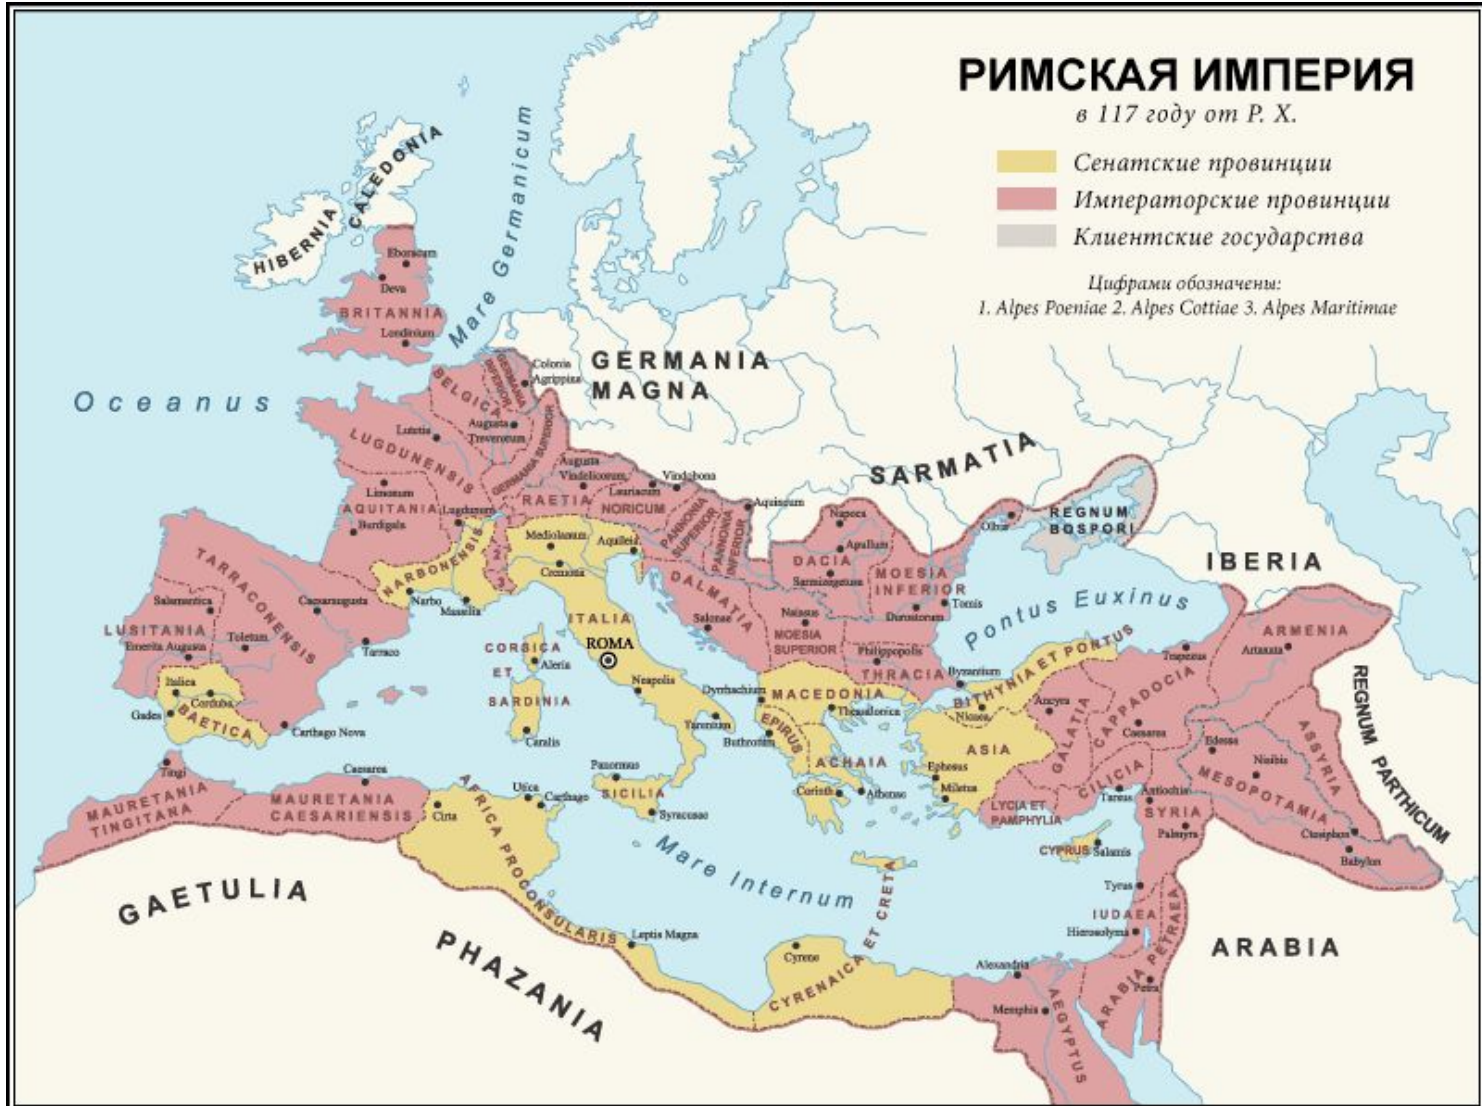 РИМСКАЯ ИМПЕРИЯ
в 117 году от Р. Х.
Сенатские провинции
Императорские провинции
Клиентские государства
Цифрами обозначены:
1. Alpes Poeniae 2. Alpes Cottiae 3. Alpes Maritimae
CALEDONIA
HIBERNIA
Mare Germanicum
Eboracum
Deva
BRITANNIA
Londinium
Oceanus
GERMANIA
MAGNA
GERMANIA
INFERIOR
Colonia
Agrippina
BELGICA
Augusta
Treverorum
Lutetia
LUGDUNENSIS
GERMANIA SUPERIOR
Limonum
AQUITANIA
Burdigala
Lugdunum
Augusta
Vindelicorum
RAETIA
Lauriacum
NORICUM
Vindobona
PANNONIA
SUPERIOR
PANNONIA
INFERIOR
Aquincum
SARMATIA
Napoca
Apullum
DACIA
Sarmizegetusa
MOESIA
INFERIOR
Durostorum
Tomis
Olbia
REGNUM
BOSPORI
IBERIA
Pontus Euxinus
NARBONENSIS
Narbo
Massilia
2
3
Mediolanum
Cremona
Aquileia
ITALIA
ROMA
Neapolis
Tarentum
DALMATIA
Salonae
Naissus
MOESIA
SUPERIOR
Philippopolis
THRACIA
Byzantium
TARRACONENSIS
Salamantica
Caesaraugusta
LUSITANIA
Toletum
Emerita Augusta
Tarraco
Italica
Corduba
Gades
BAETICA
Carthago Nova
CORSICA
ET
SARDINIA
Aleria
Caralis
Dyrrhachium
MACEDONIA
Thessalonica
EPIRUS
Buthrotum
ACHAIA
Corinth
Athenae
BITHYNIA ET PONTUS
Nicaea
Ancyra
GALATIA
CAPPADOCIA
Caesarea
Trapezus
ARMENIA
Artaxata
REGNUM PARTHICUM
ASSYRIA
ASIA
Ephesus
Miletus
LYCIA ET
PAMPHYLIA
CILICIA
Tarsus
Antiochia
SYRIA
Palmyra
Edessa
Nisibis
MESOPOTAMIA
Ctesiphon
Babylon
CYPRUS
Salamis
Tyrus
IUDAEA
Hierosolyma
ARABIA PETRAEA
Petra
ARABIA
Tingi
MAURETANIA
TINGITANA
Caesarea
MAURETANIA
CAESARIENSIS
Cirta
Utica
Carthago
AFRICA PROCONSULARIS
Panormus
SICILIA
Syracusae
Mare Internum
Leptis Magna
Cyrene
CYRENAICA ET CRETA
Alexandria
Memphis
AEGYPTUS
GAETULIA
PHAZANIA